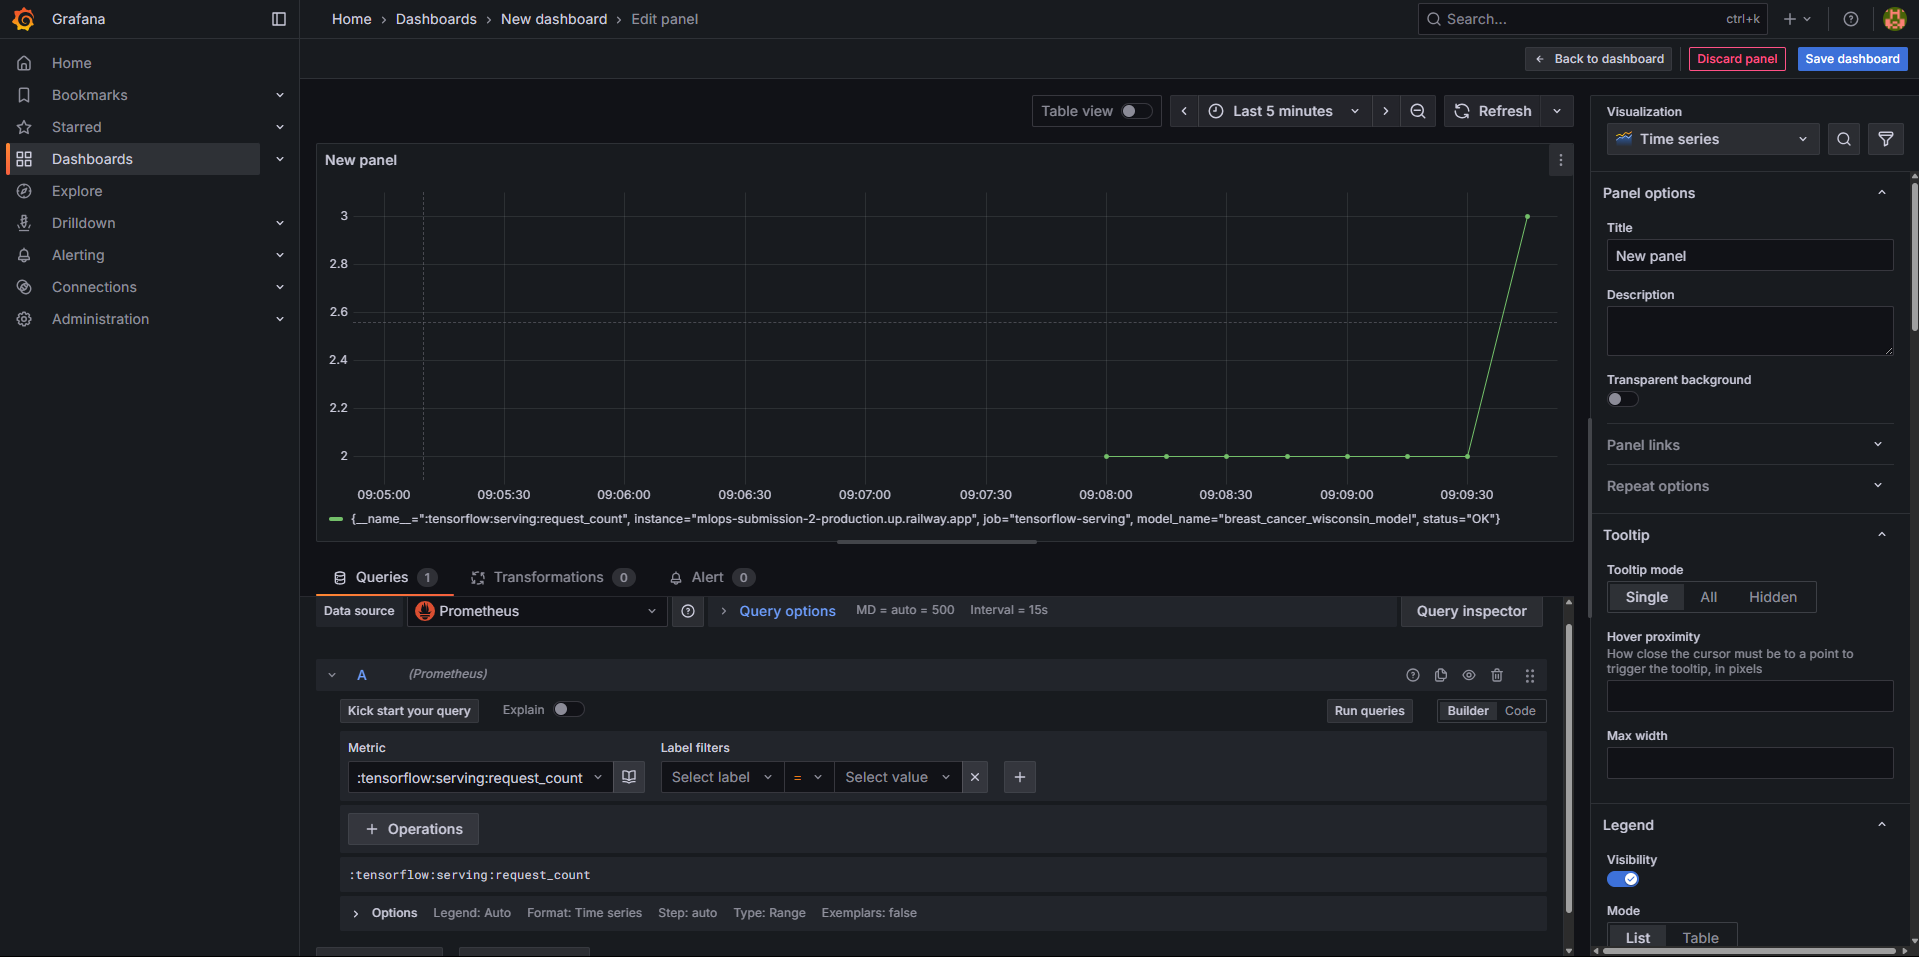 Grafana
Home › Dashboards › New dashboard › Edit panel
Search... ctrl+k
Back to dashboard
Discard panel
Save dashboard
Home
Bookmarks
Starred
Dashboards
Explore
Drilldown
Alerting
Connections
Administration
Table view
Last 5 minutes
Refresh
New panel
3
2.8
2.6
2.4
2.2
2
09:05:00 09:05:30 09:06:00 09:06:30 09:07:00 09:07:30 09:08:00 09:08:30 09:09:00 09:09:30
{__name__=":tensorflow:serving:request_count", instance="mlops-submission-2-production.up.railway.app", job="tensorflow-serving", model_name="breast_cancer_wisconsin_model", status="OK"}
Queries 1 Transformations 0 Alert 0
Data source Prometheus Query options MD = auto = 500 Interval = 15s Query inspector
A (Prometheus)
Kick start your query Explain Run queries Builder Code
Metric Label filters
:tensorflow:serving:request_count Select label = Select value
+ Operations
:tensorflow:serving:request_count
Options Legend: Auto Format: Time series Step: auto Type: Range Exemplars: false
Visualization
Time series
Panel options
Title
New panel
Description
Transparent background
Panel links
Repeat options
Tooltip
Tooltip mode
Single All Hidden
Hover proximity
How close the cursor must be to a point to
trigger the tooltip, in pixels
Max width
Legend
Visibility
Mode
List Table